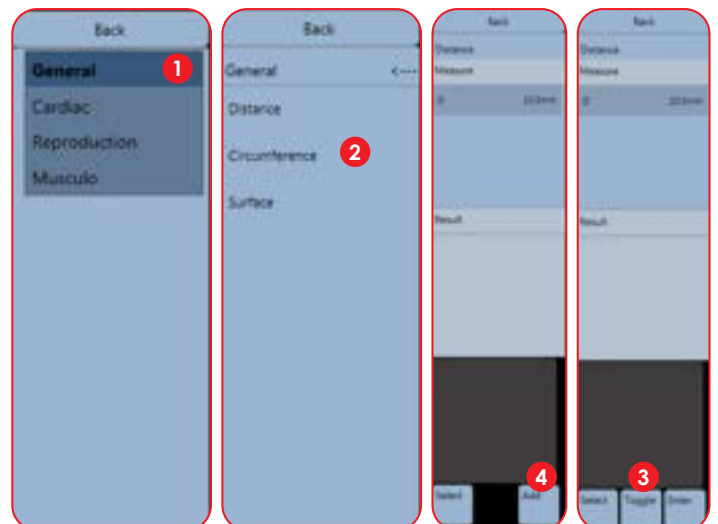 Back
General
1
Cardiac
Reproduction
Musculo
Back
General <---
Distance
Circumference
2
Surface
Back
Distance
Measure
Result
4
Select
Add
Back
Distance
Measure
Result
3
Select
Toggle
Enter